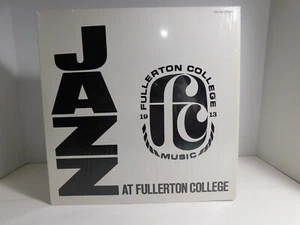 JAZZ
FULLERTON COLLEGE
fc
19 13
MUSIC
AT FULLERTON COLLEGE